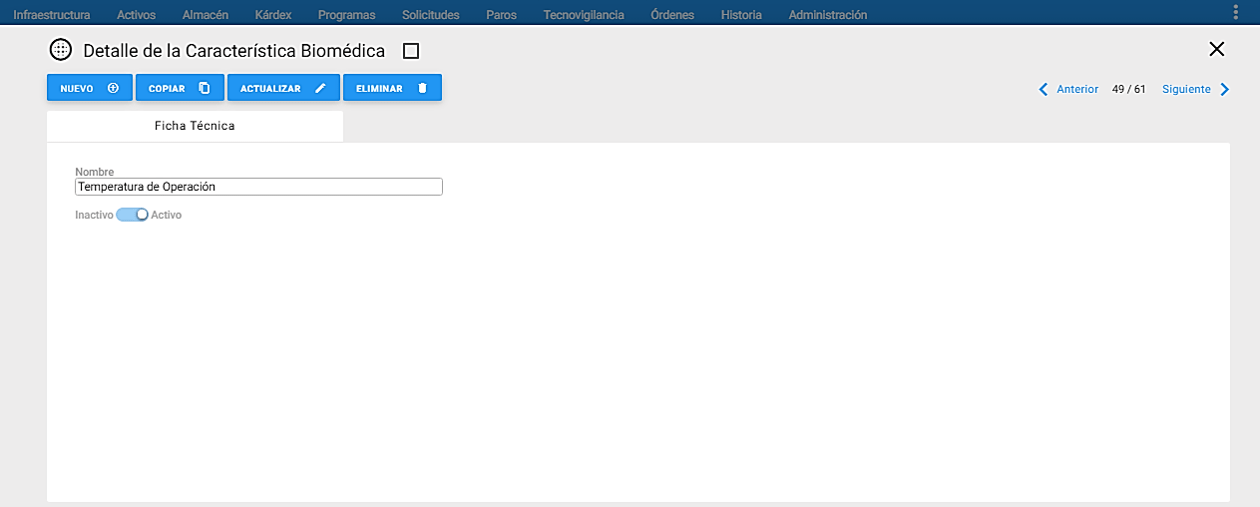 Infraestructura Activos Almacén Kárdex Programas Solicitudes Paros Tecnovigilancia Órdenes Historia Administración
Detalle de la Característica Biomédica
NUEVO COPIAR ACTUALIZAR ELIMINAR Anterior 49 / 61 Siguiente
Ficha Técnica
Nombre
Temperatura de Operación
Inactivo Activo